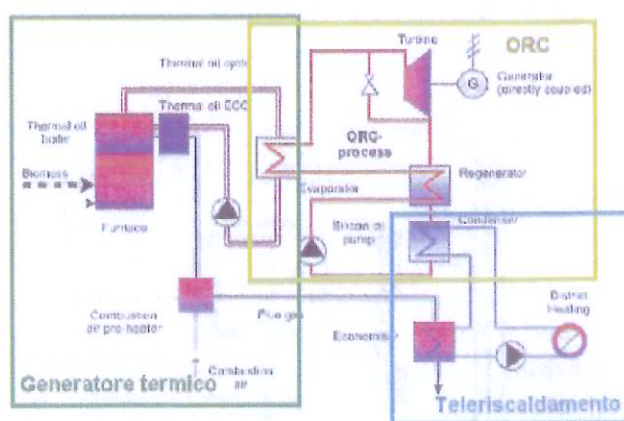 Turbine
ORC
Thermal oil cycle
Generator
(directly coupled)
G
Thermal oil ECO
Thermal oil
boiler
ORC-
process
Biomass
Regenerator
Evaporator
Furnace
Silicon oil
pump
Condenser
Combustion
air pre-heater
Flue gas
District
Heating
Economiser
Combustion
air
Generatore termico
Teleriscaldamento